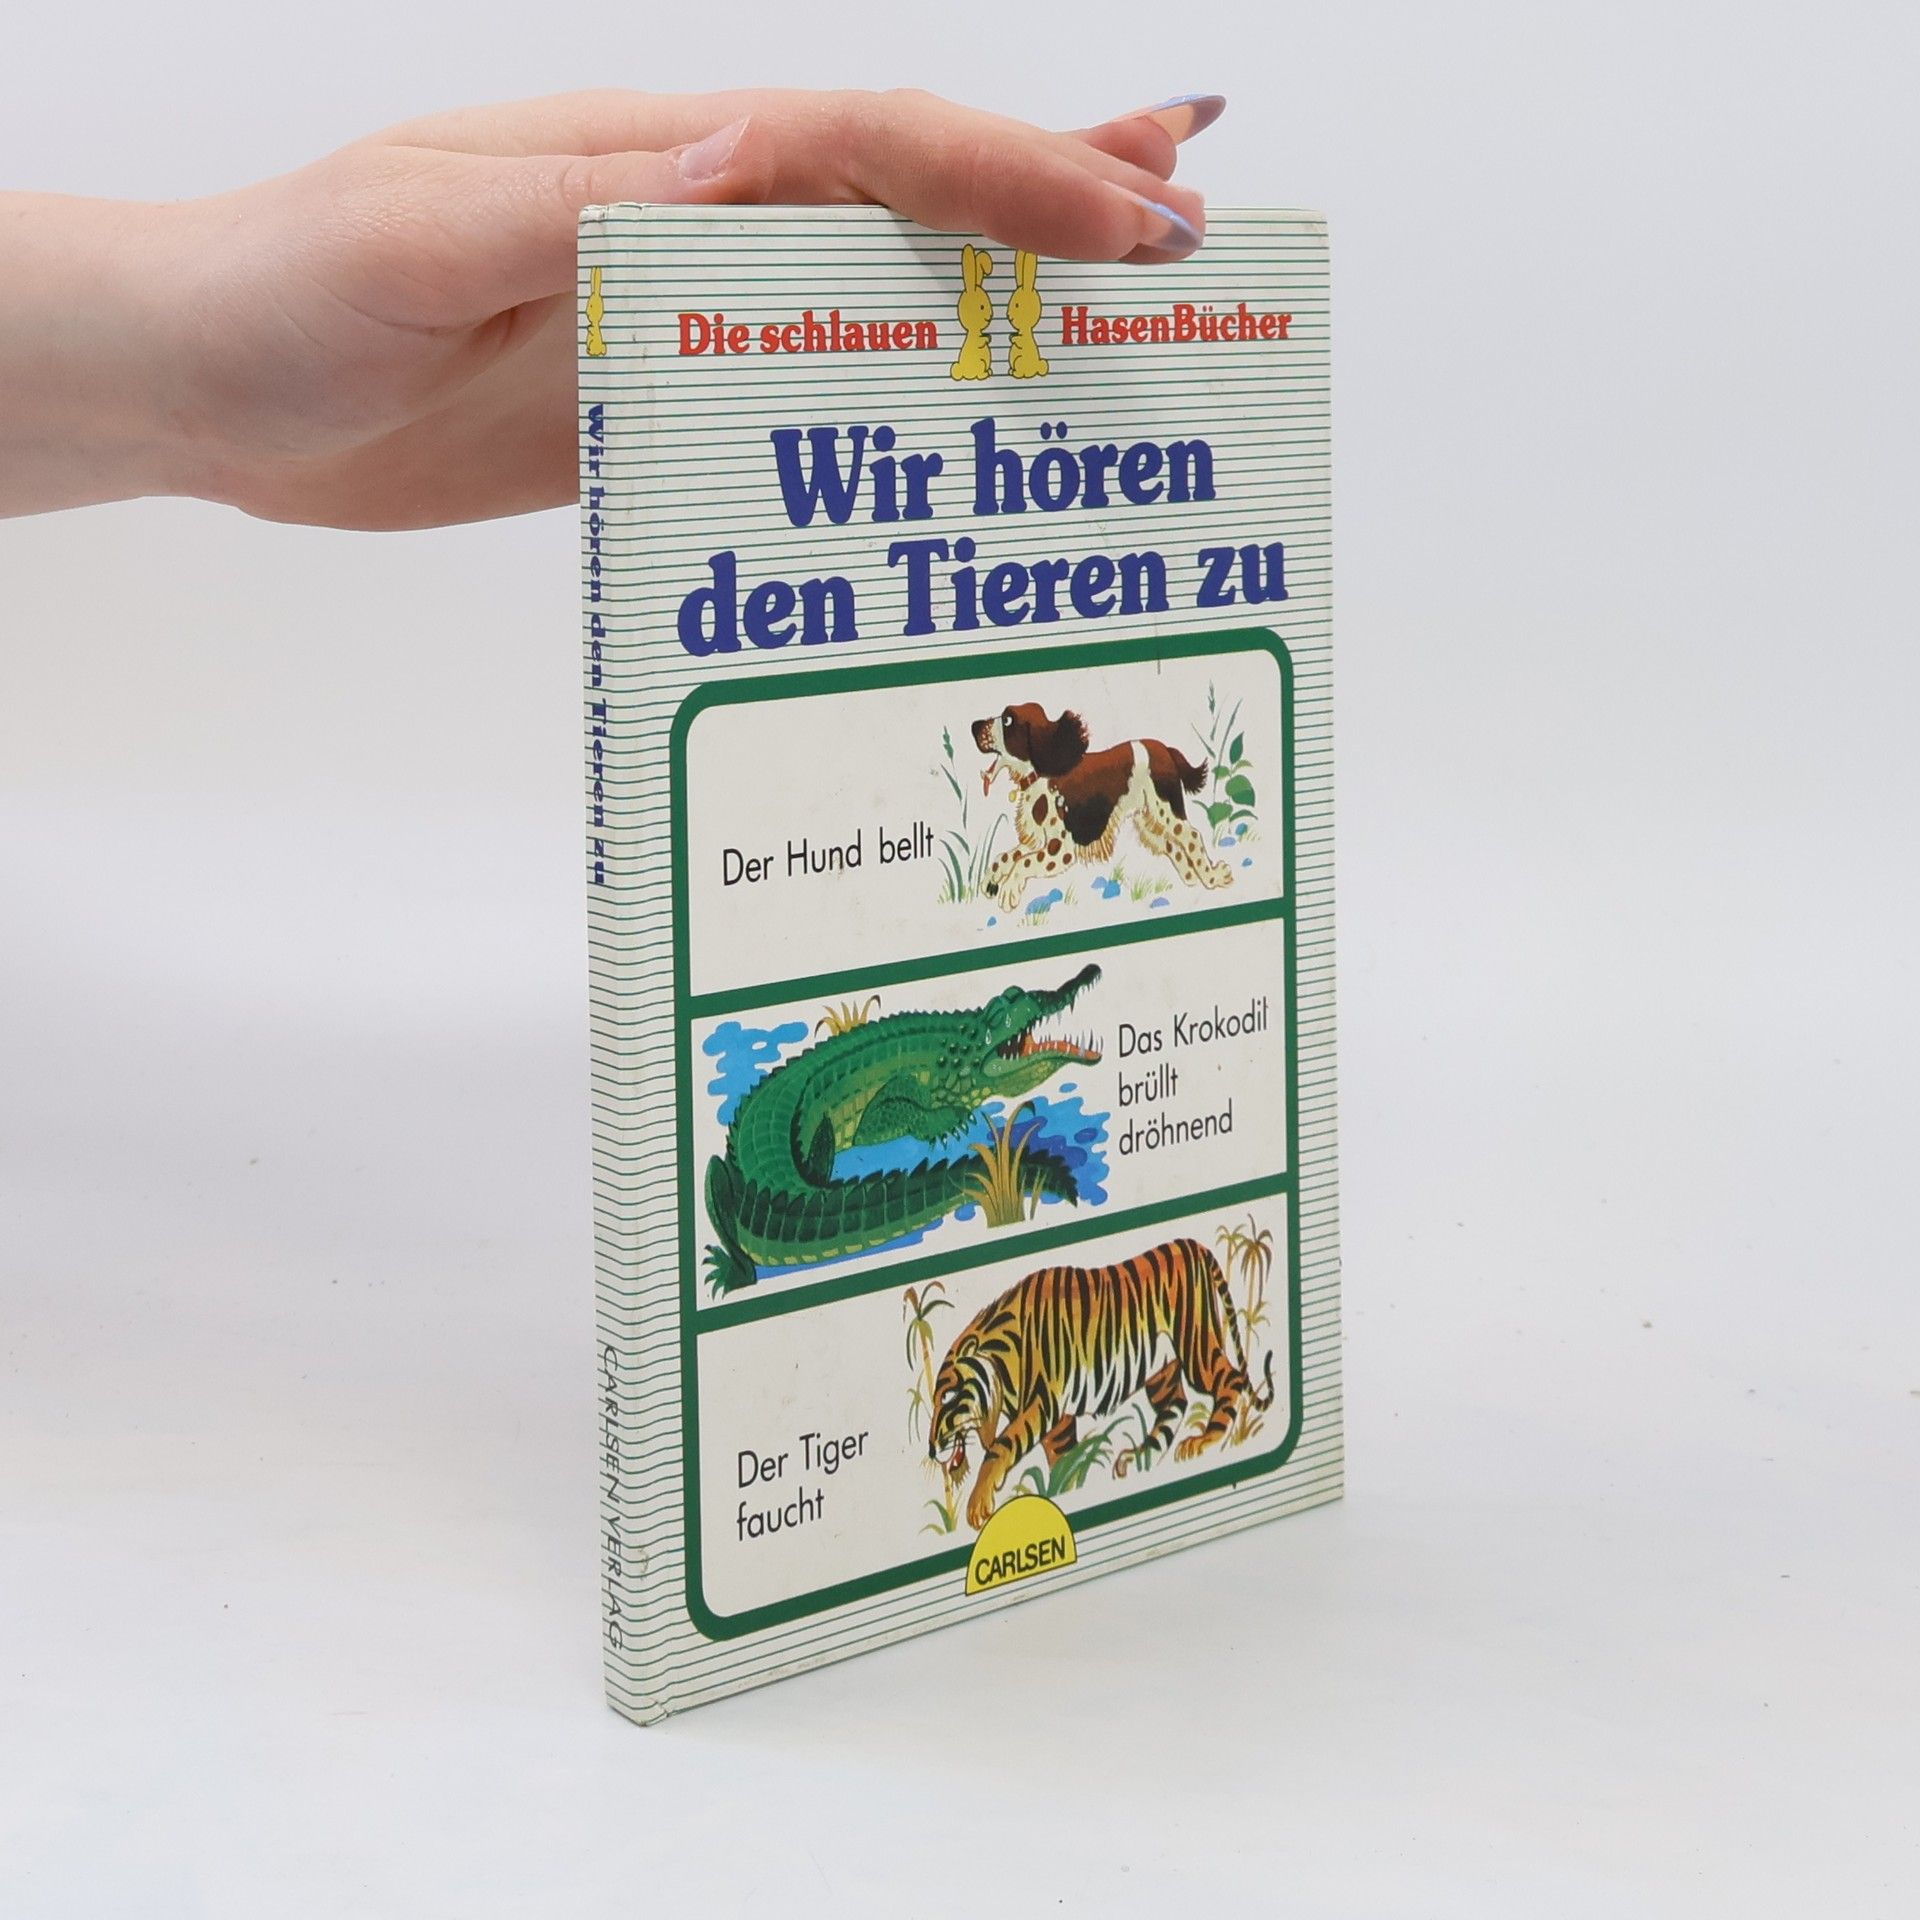 Die schlauen HasenBücher
Wir hören
den Tieren zu
Der Hund bellt
Das Krokodil
brüllt
dröhnend
Der Tiger
faucht
CARLSEN
Wir hören den Tieren zu
CARLSEN VERLAG